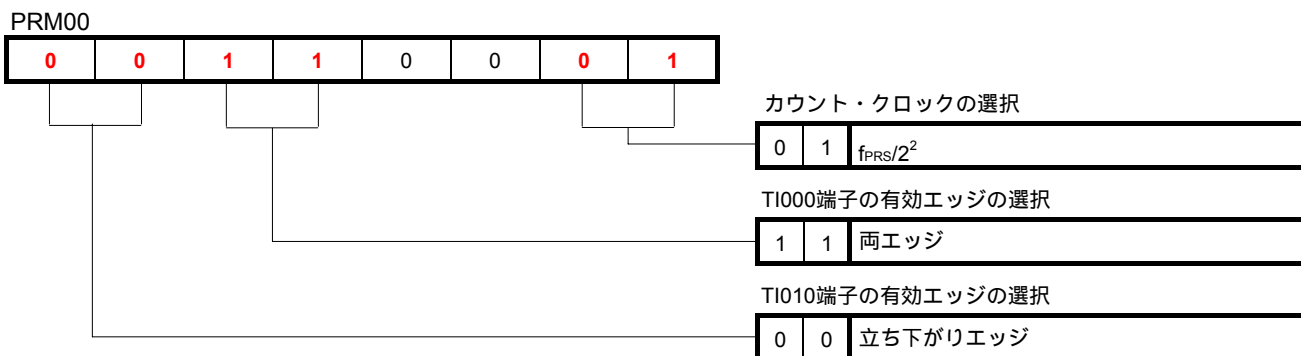 PRM00
0 0 1 1 0 0 0 1
カウント・クロックの選択
0 1 fPRS/2²
TI000端子の有効エッジの選択
1 1 両エッジ
TI010端子の有効エッジの選択
0 0 立ち下がりエッジ